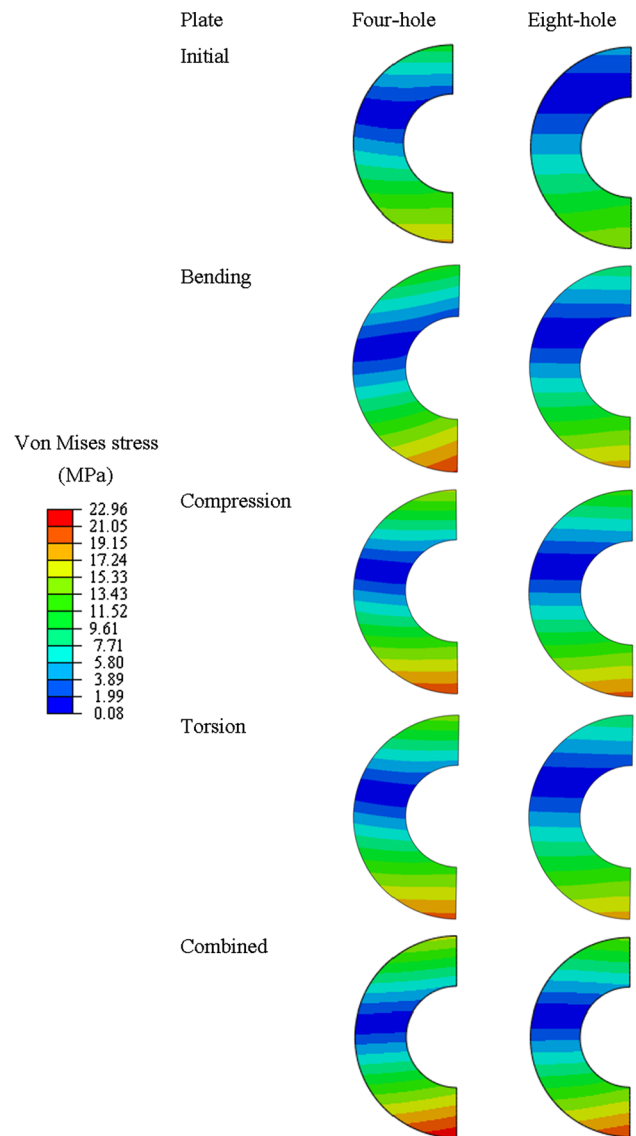 Plate Four-hole Eight-hole
Initial
Bending
Von Mises stress
(MPa)
22.96
21.05
19.15
17.24
15.33
13.43
11.52
9.61
7.71
5.80
3.89
1.99
0.08
Compression
Torsion
Combined